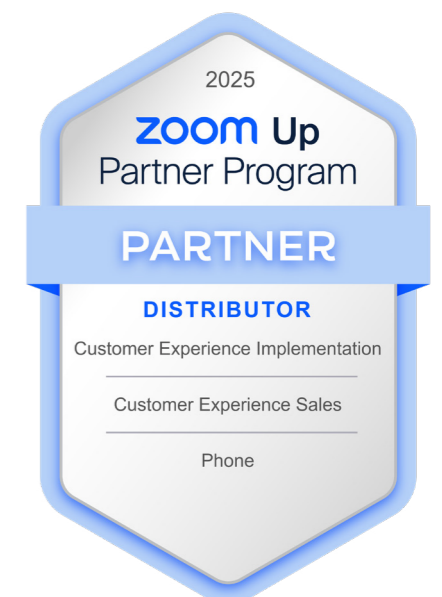 2025
zoom Up
Partner Program
PARTNER
DISTRIBUTOR
Customer Experience Implementation
Customer Experience Sales
Phone